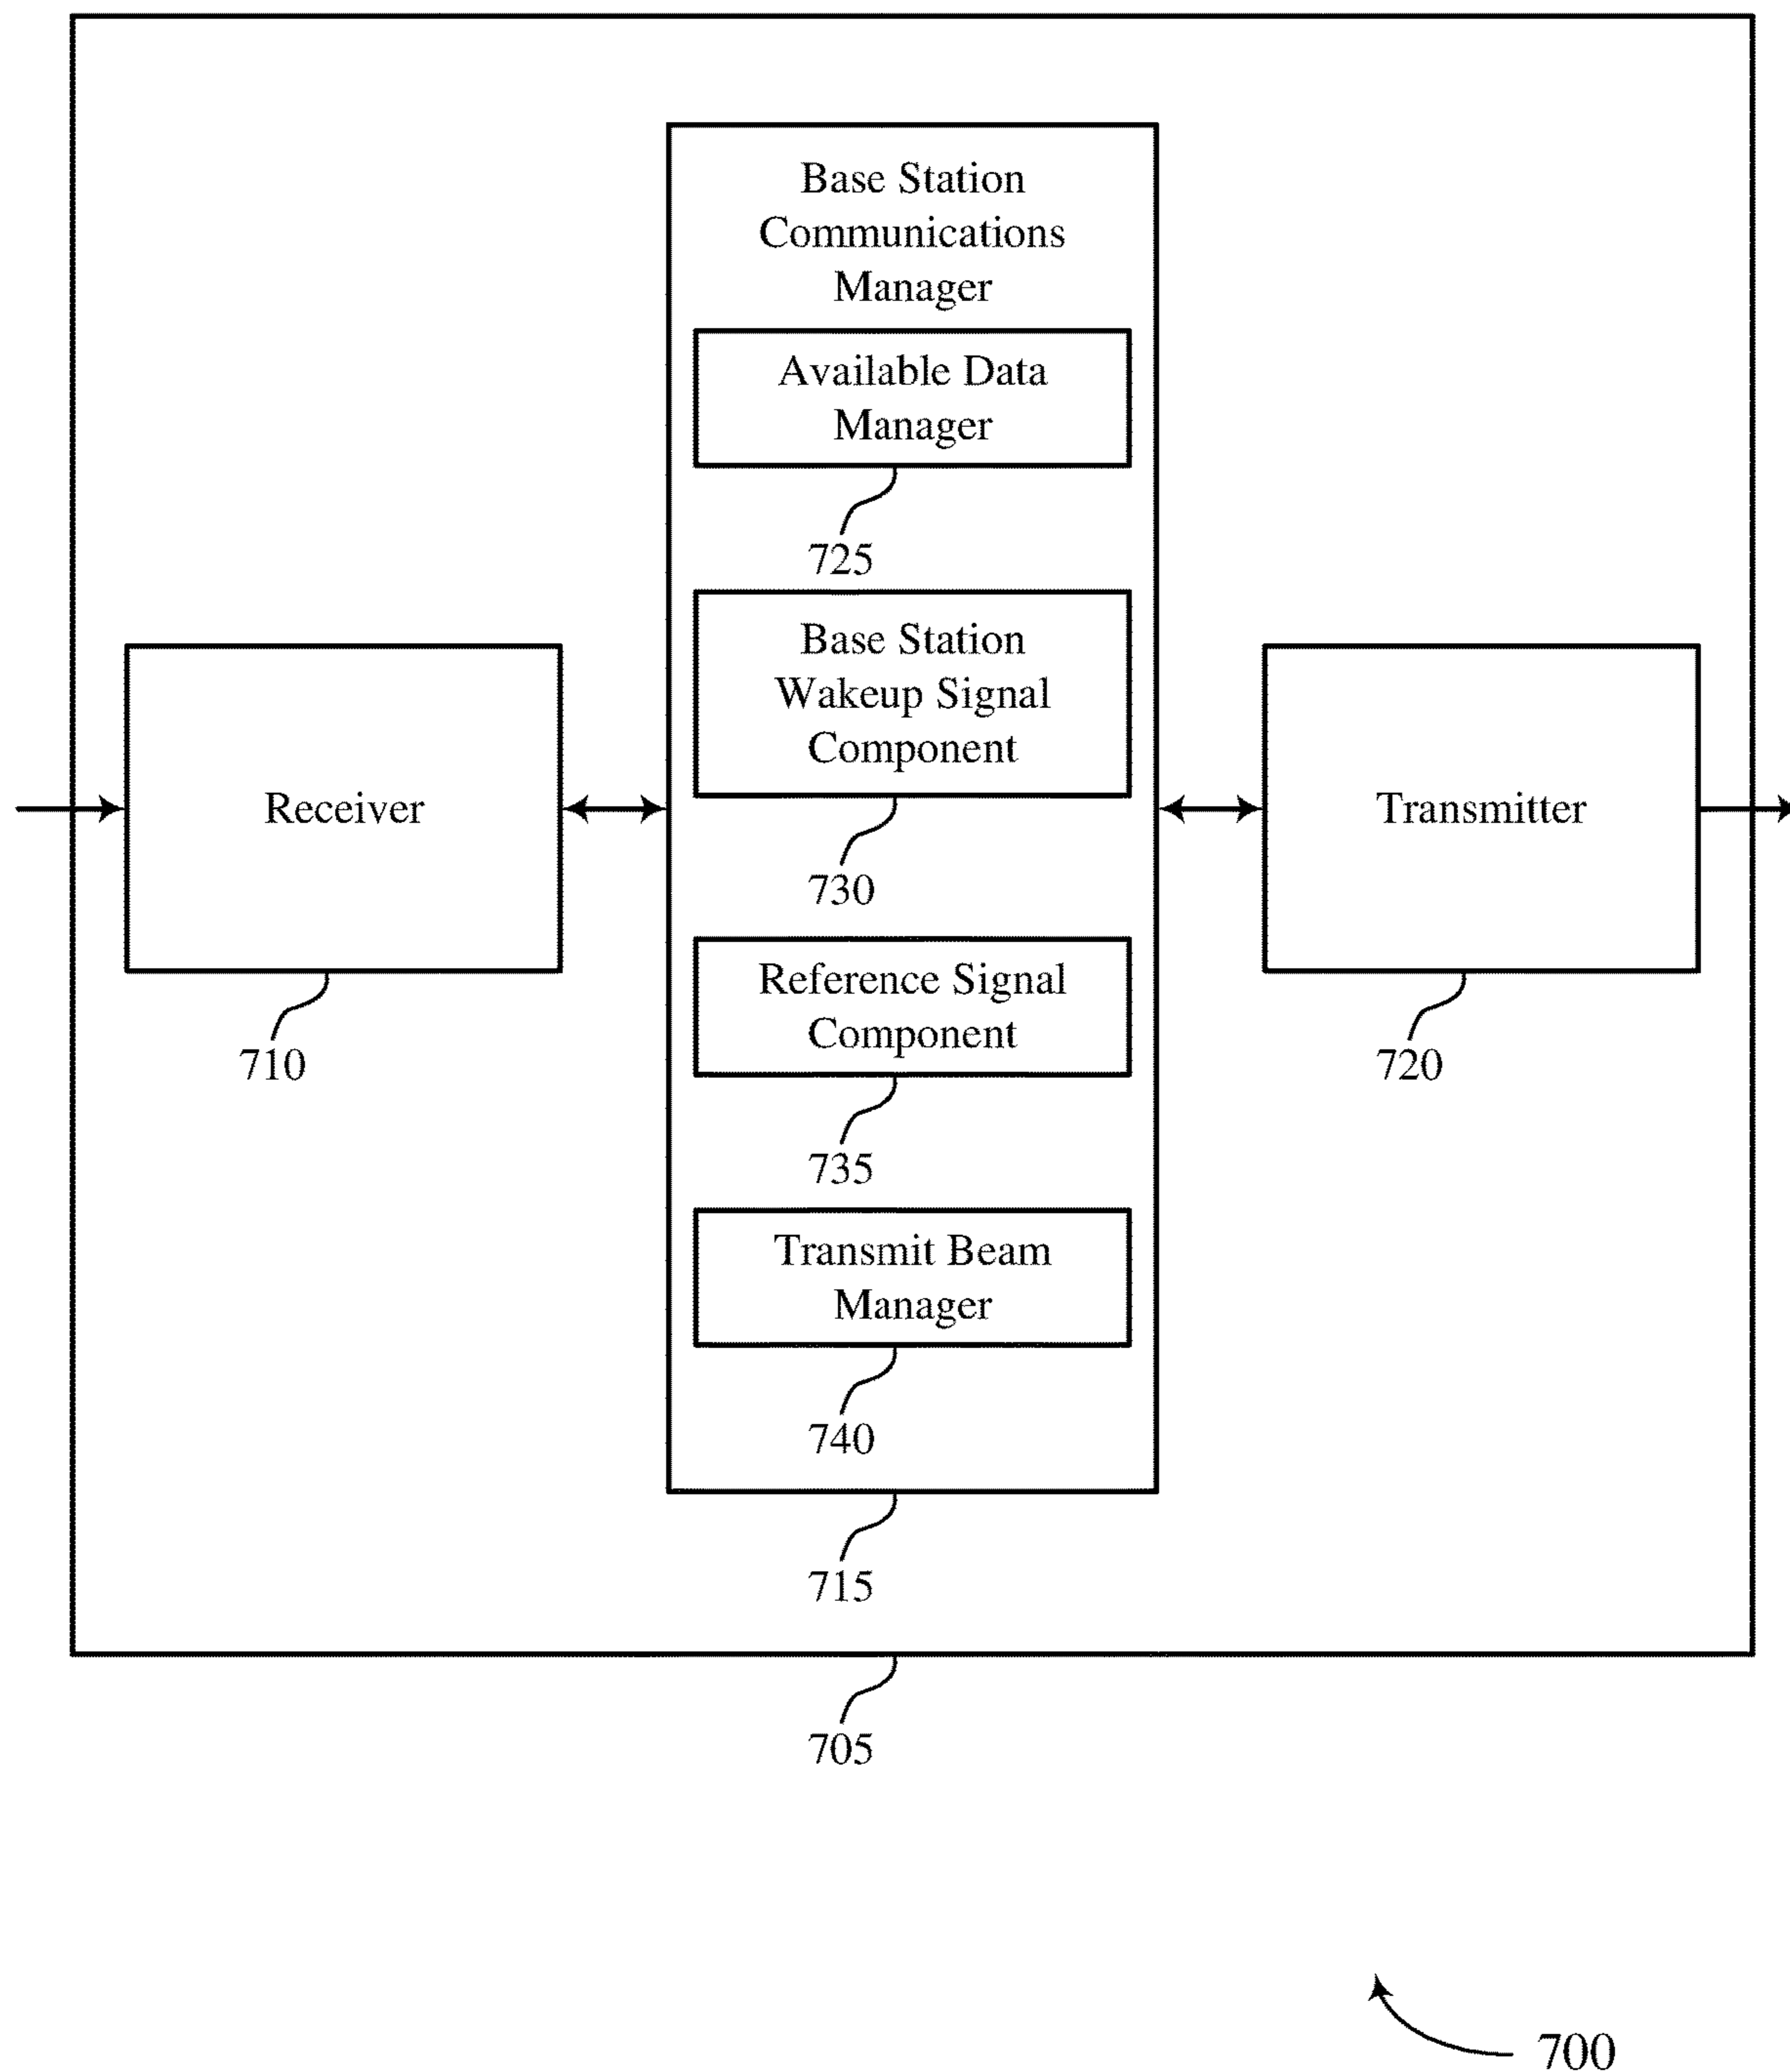 Base Station
Communications
Manager
Available Data
Manager
725
Base Station
Wakeup Signal
Component
730
Receiver
710
Transmitter
720
Reference Signal
Component
735
Transmit Beam
Manager
740
715
705
700